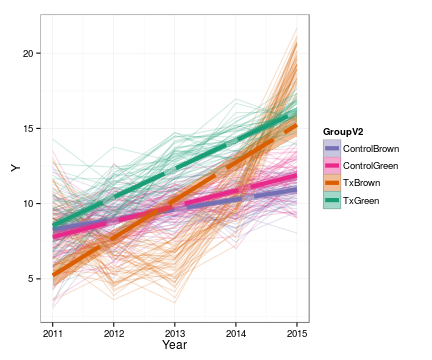 20
15
10
5
Y
2011 2012 2013 2014 2015
Year
GroupV2
ControlBrown
ControlGreen
TxBrown
TxGreen